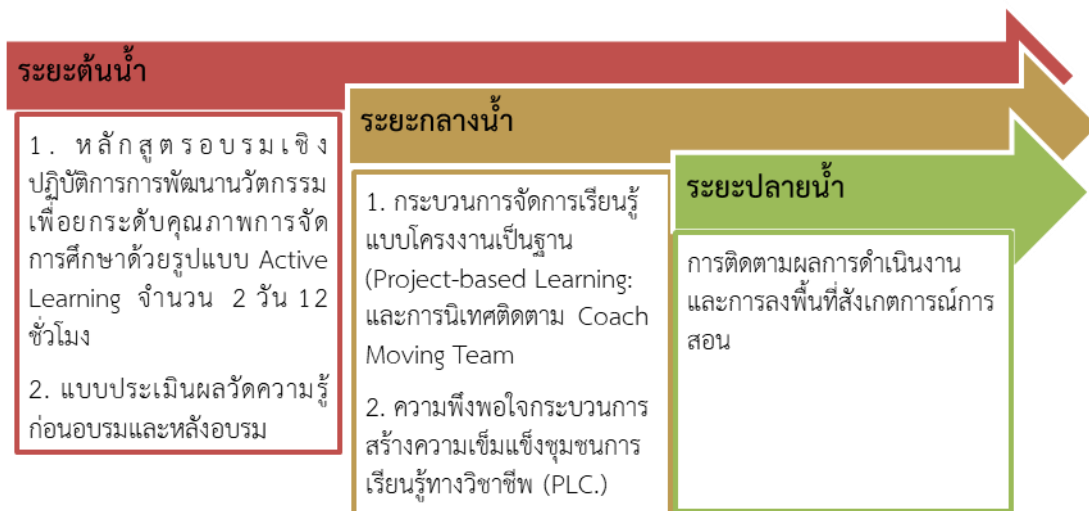 ระยะต้นน้ำ
1. หลักสูตรอบรมเชิง
ปฏิบัติการการพัฒนานวัตกรรม
เพื่อยกระดับคุณภาพการจัด
การศึกษาด้วยรูปแบบ Active
Learning จำนวน 2 วัน 12
ชั่วโมง
2. แบบประเมินผลวัดความรู้
ก่อนอบรมและหลังอบรม
ระยะกลางน้ำ
1. กระบวนการจัดการเรียนรู้
แบบโครงงานเป็นฐาน
(Project-based Learning:
และการนิเทศติดตาม Coach
Moving Team
2. ความพึงพอใจกระบวนการ
สร้างความเข็มแข็งชุมชนการ
เรียนรู้ทางวิชาชีพ (PLC.)
ระยะปลายน้ำ
การติดตามผลการดำเนินงาน
และการลงพื้นที่สังเกตการณ์การ
สอน